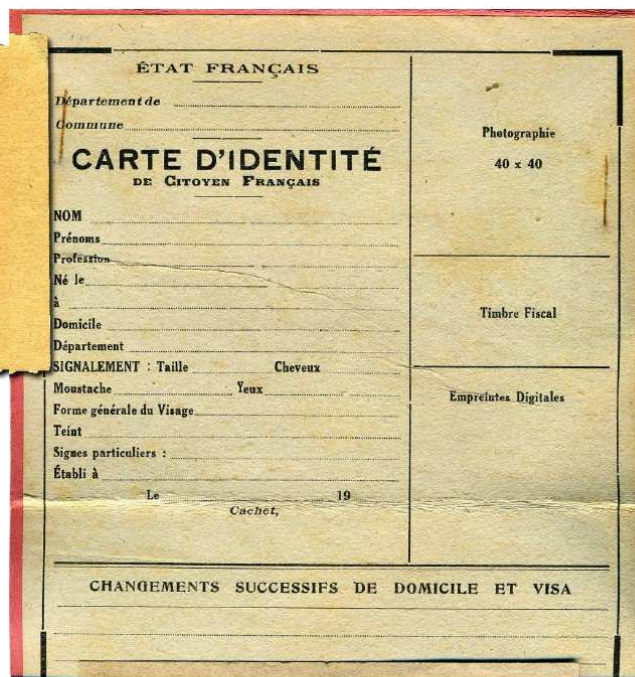 ÉTAT FRANÇAIS
Département de
Commune
CARTE D'IDENTITÉ
DE CITOYEN FRANÇAIS
NOM
Prénoms
Profession
Né le
à
Domicile
Département
SIGNALEMENT : Taille Cheveux
Moustache Yeux
Forme générale du Visage
Teint
Signes particuliers :
Établi à
Le 19
Cachet,
Photographie
40 x 40
Timbre Fiscal
Empreintes Digitales
CHANGEMENTS SUCCESSIFS DE DOMICILE ET VISA